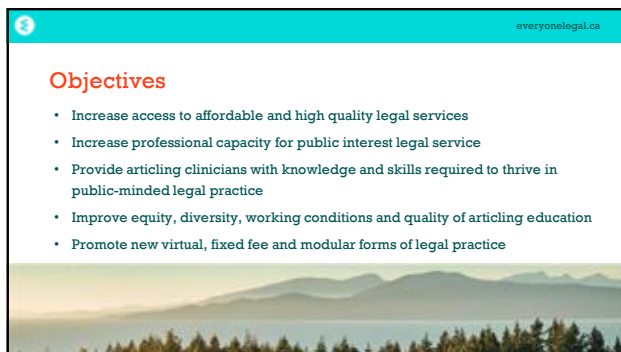 everyonelegal.ca
Objectives
• Increase access to affordable and high quality legal services
• Increase professional capacity for public interest legal service
• Provide articling clinicians with knowledge and skills required to thrive in
public-minded legal practice
• Improve equity, diversity, working conditions and quality of articling education
• Promote new virtual, fixed fee and modular forms of legal practice